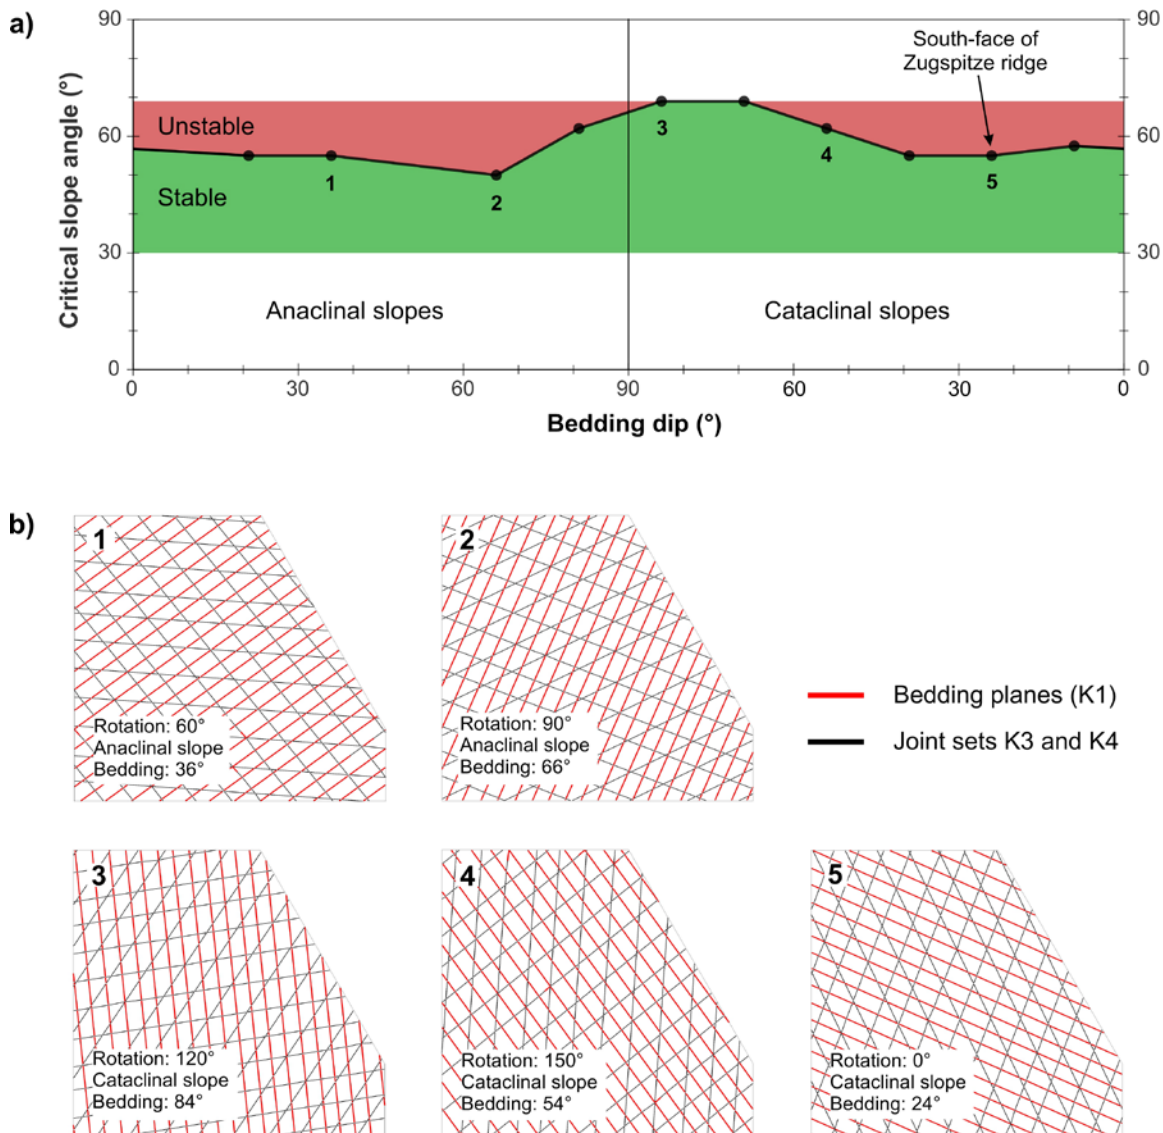 a)
90
60
30
0
Critical slope angle (°)
90
60
30
0
South-face of
Zugspitze ridge
Unstable
Stable
1
2
3
4
5
Anaclinal slopes
Cataclinal slopes
0
30
60
90
60
30
0
Bedding dip (°)
b)
1
Rotation: 60°
Anaclinal slope
Bedding: 36°
2
Rotation: 90°
Anaclinal slope
Bedding: 66°
Bedding planes (K1)
Joint sets K3 and K4
3
Rotation: 120°
Cataclinal slope
Bedding: 84°
4
Rotation: 150°
Cataclinal slope
Bedding: 54°
5
Rotation: 0°
Cataclinal slope
Bedding: 24°